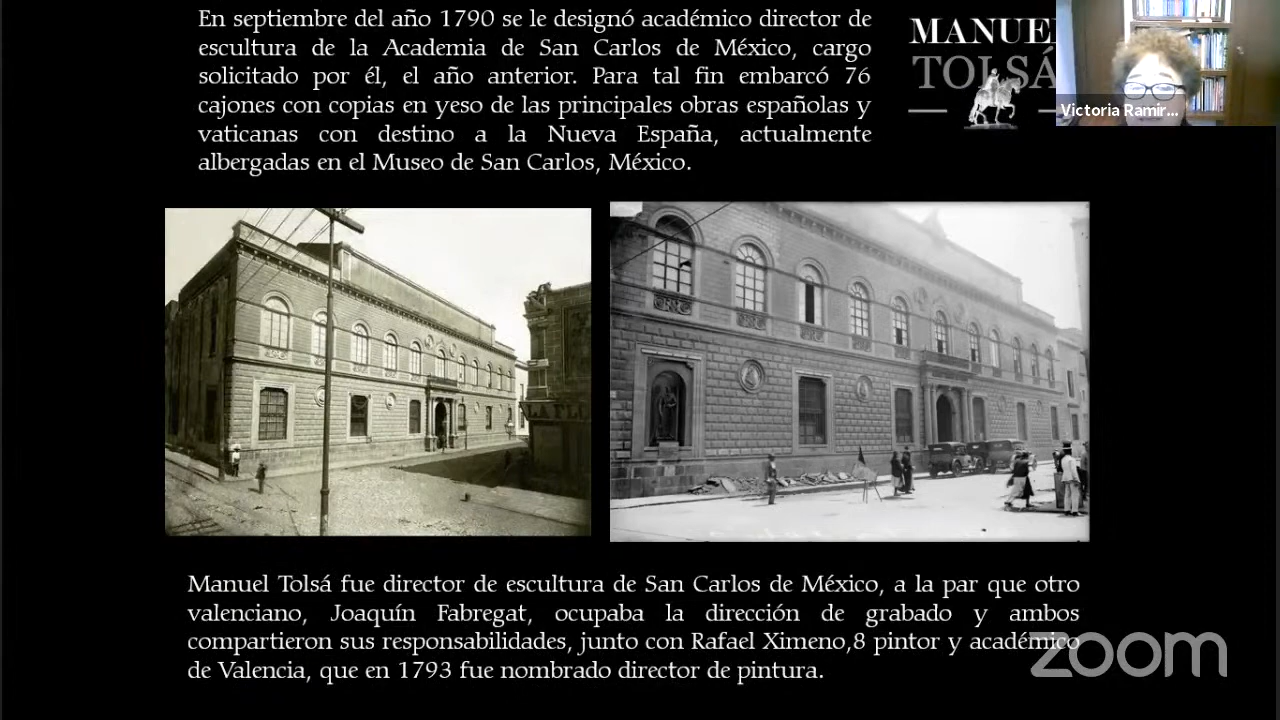 En septiembre del año 1790 se le designó académico director de
escultura de la Academia de San Carlos de México, cargo
solicitado por él, el año anterior. Para tal fin embarcó 76
cajones con copias en yeso de las principales obras españolas y
vaticanas con destino a la Nueva España, actualmente
albergadas en el Museo de San Carlos, México.
MANUEL
TOLSÁ
Victoria Ramír...
LA FL
Manuel Tolsá fue director de escultura de San Carlos de México, a la par que otro
valenciano, Joaquín Fabregat, ocupaba la dirección de grabado y ambos
compartieron sus responsabilidades, junto con Rafael Ximeno,8 pintor y académico
de Valencia, que en 1793 fue nombrado director de pintura.
zoom